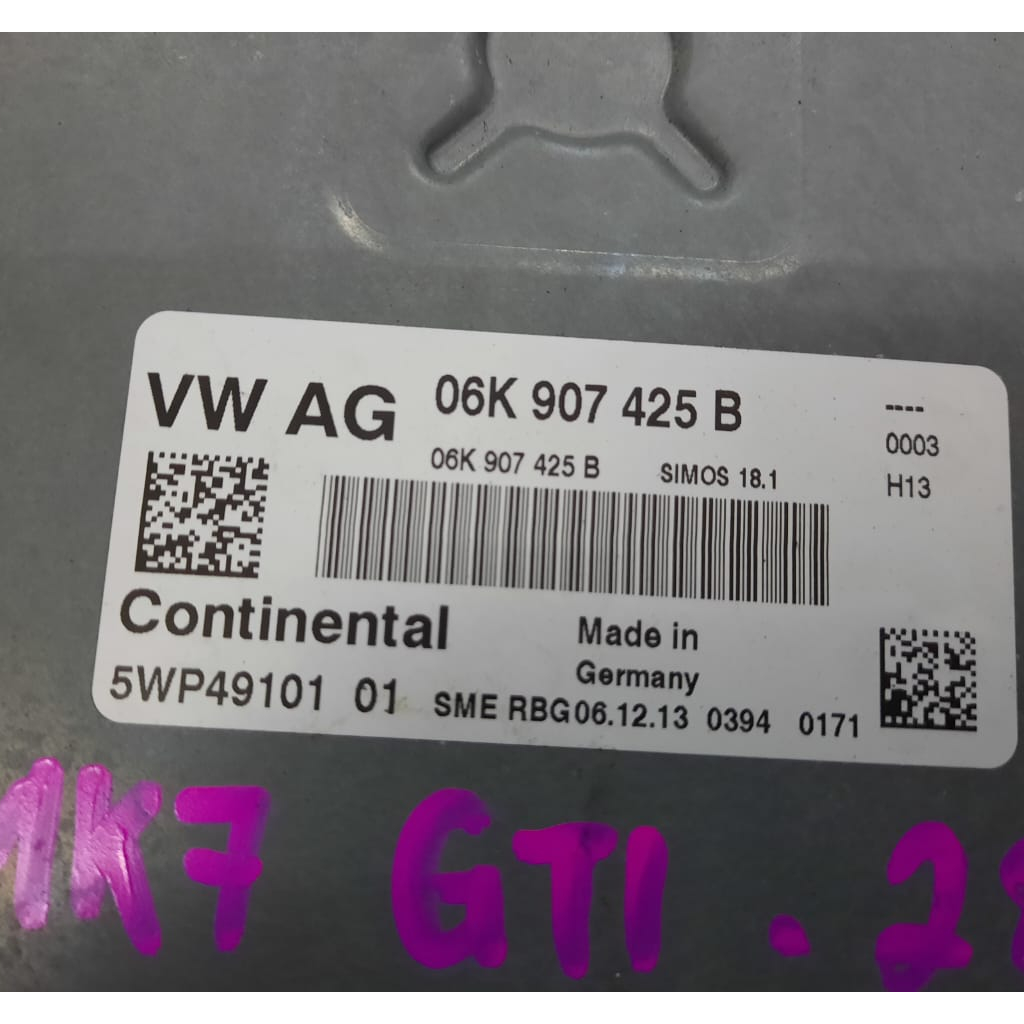 VW AG 06K 907 425 B ----
06K 907 425 B SIMOS 18.1 0003
H13
Continental Made in
Germany
5WP49101 01 SME RBG06.12.13 0394 0171
MK7 GTI . 28